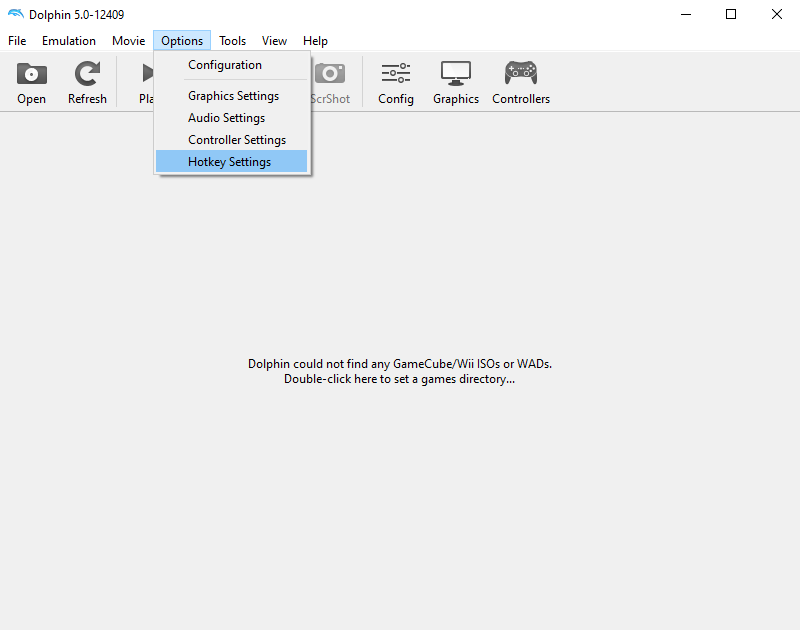 Dolphin 5.0-12409
File Emulation Movie Options Tools View Help
Open Refresh Pla ScrShot Config Graphics Controllers
Configuration
Graphics Settings
Audio Settings
Controller Settings
Hotkey Settings
Dolphin could not find any GameCube/Wii ISOs or WADs.
Double-click here to set a games directory...